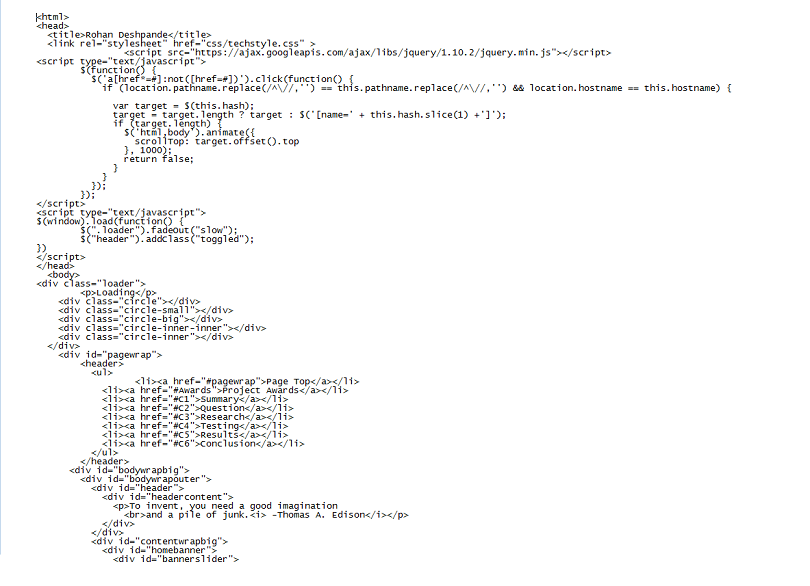 <html>
<head>
<title>Rohan Deshpande</title>
<link rel="stylesheet" href="css/techstyle.css" >
<script src="https://ajax.googleapis.com/ajax/libs/jquery/1.10.2/jquery.min.js"></script>
<script type="text/javascript">
$(function() {
$('a[href*=#]:not([href=#])').click(function() {
if (location.pathname.replace(/^\//,'') == this.pathname.replace(/^\//,'') && location.hostname == this.hostname) {
var target = $(this.hash);
target = target.length ? target : $('[name=' + this.hash.slice(1) +']');
if (target.length) {
$('html,body').animate({
scrollTop: target.offset().top
}, 1000);
return false;
}
}
});
});
</script>
<script type="text/javascript">
$(window).load(function() {
$(".loader").fadeOut("slow");
$("header").addClass("toggled");
})
</script>
</head>
<body>
<div class="loader">
<p>Loading</p>
<div class="circle"></div>
<div class="circle-small"></div>
<div class="circle-big"></div>
<div class="circle-inner-inner"></div>
<div class="circle-inner"></div>
</div>
<div id="pagewrap">
<header>
<ul>
<li><a href="#pagewrap">Page Top</a></li>
<li><a href="#Awards">Project Awards</a></li>
<li><a href="#C1">Summary</a></li>
<li><a href="#C2">Question</a></li>
<li><a href="#C3">Research</a></li>
<li><a href="#C4">Testing</a></li>
<li><a href="#C5">Results</a></li>
<li><a href="#C6">Conclusion</a></li>
</ul>
</header>
<div id="bodywrapbig">
<div id="bodywrapouter">
<div id="header">
<div id="headercontent">
<p>To invent, you need a good imagination
<br>and a pile of junk.<i> -Thomas A. Edison</i></p>
</div>
</div>
<div id="contentwrapbig">
<div id="homebanner">
<div id="bannerslider">